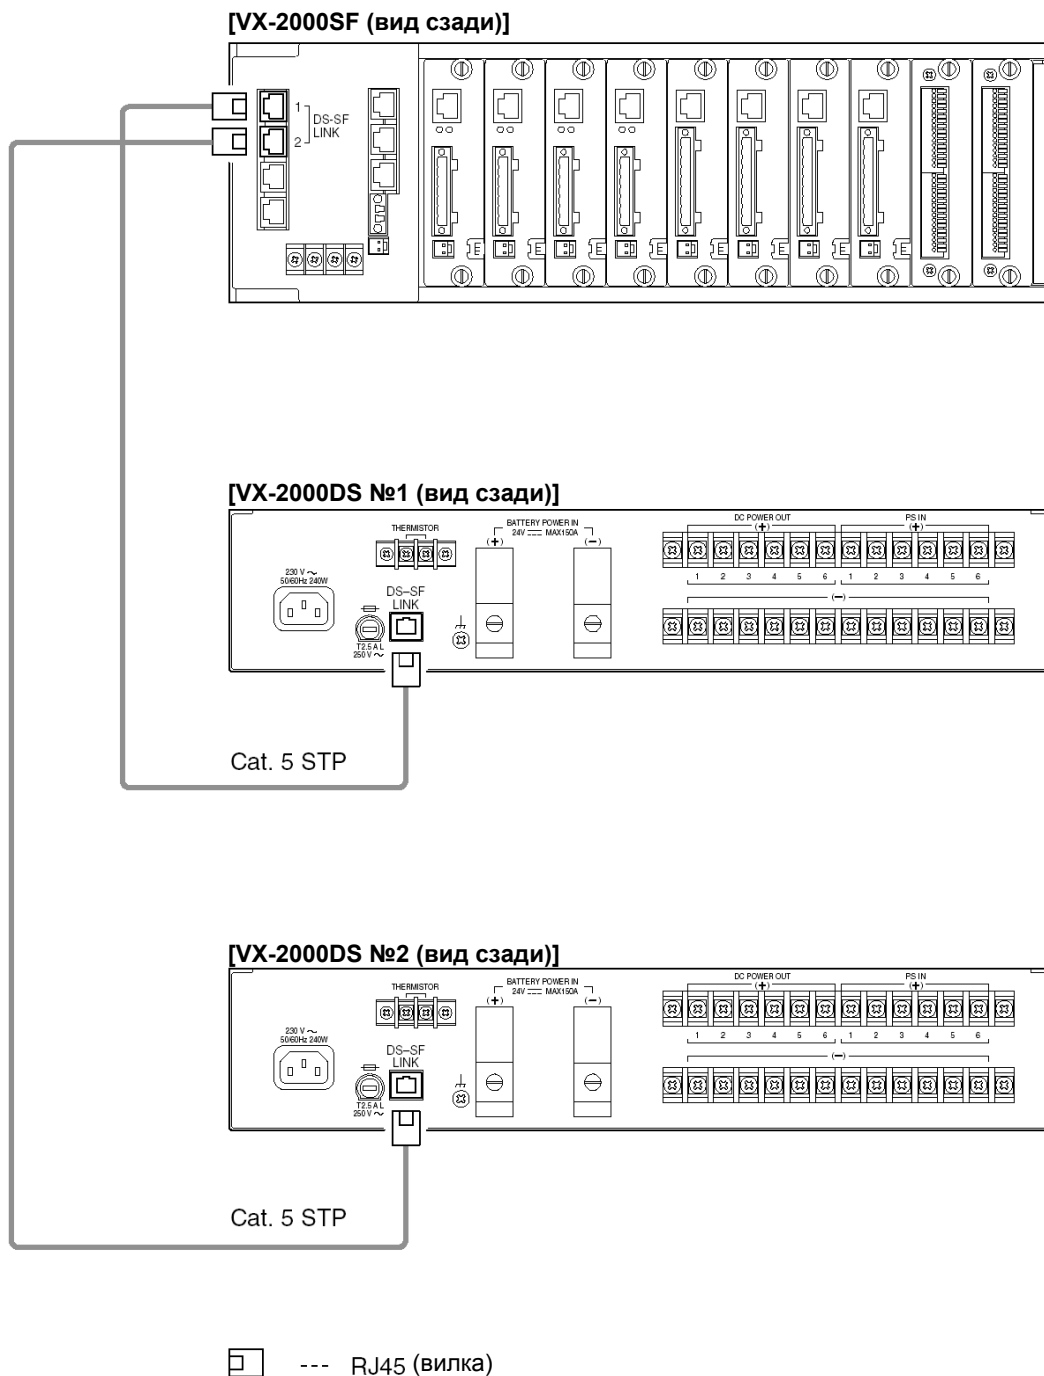 [VX-2000SF (вид сзади)]
1
DS-SF
LINK
2
[VX-2000DS №1 (вид сзади)]
THERMISTOR
BATTERY POWER IN
24V MAX150A
(+) (−)
DC POWER OUT
(+)
PS IN
(+)
230 V ~
50/60Hz 240W
1 2 3 4 5 6 1 2 3 4 5 6
(−)
DS–SF
LINK
T2.5 A L
250 V ~
Cat. 5 STP
[VX-2000DS №2 (вид сзади)]
THERMISTOR
BATTERY POWER IN
24V MAX150A
(+) (−)
DC POWER OUT
(+)
PS IN
(+)
230 V ~
50/60Hz 240W
1 2 3 4 5 6 1 2 3 4 5 6
(−)
DS–SF
LINK
T2.5 A L
250 V ~
Cat. 5 STP
--- RJ45 (вилка)